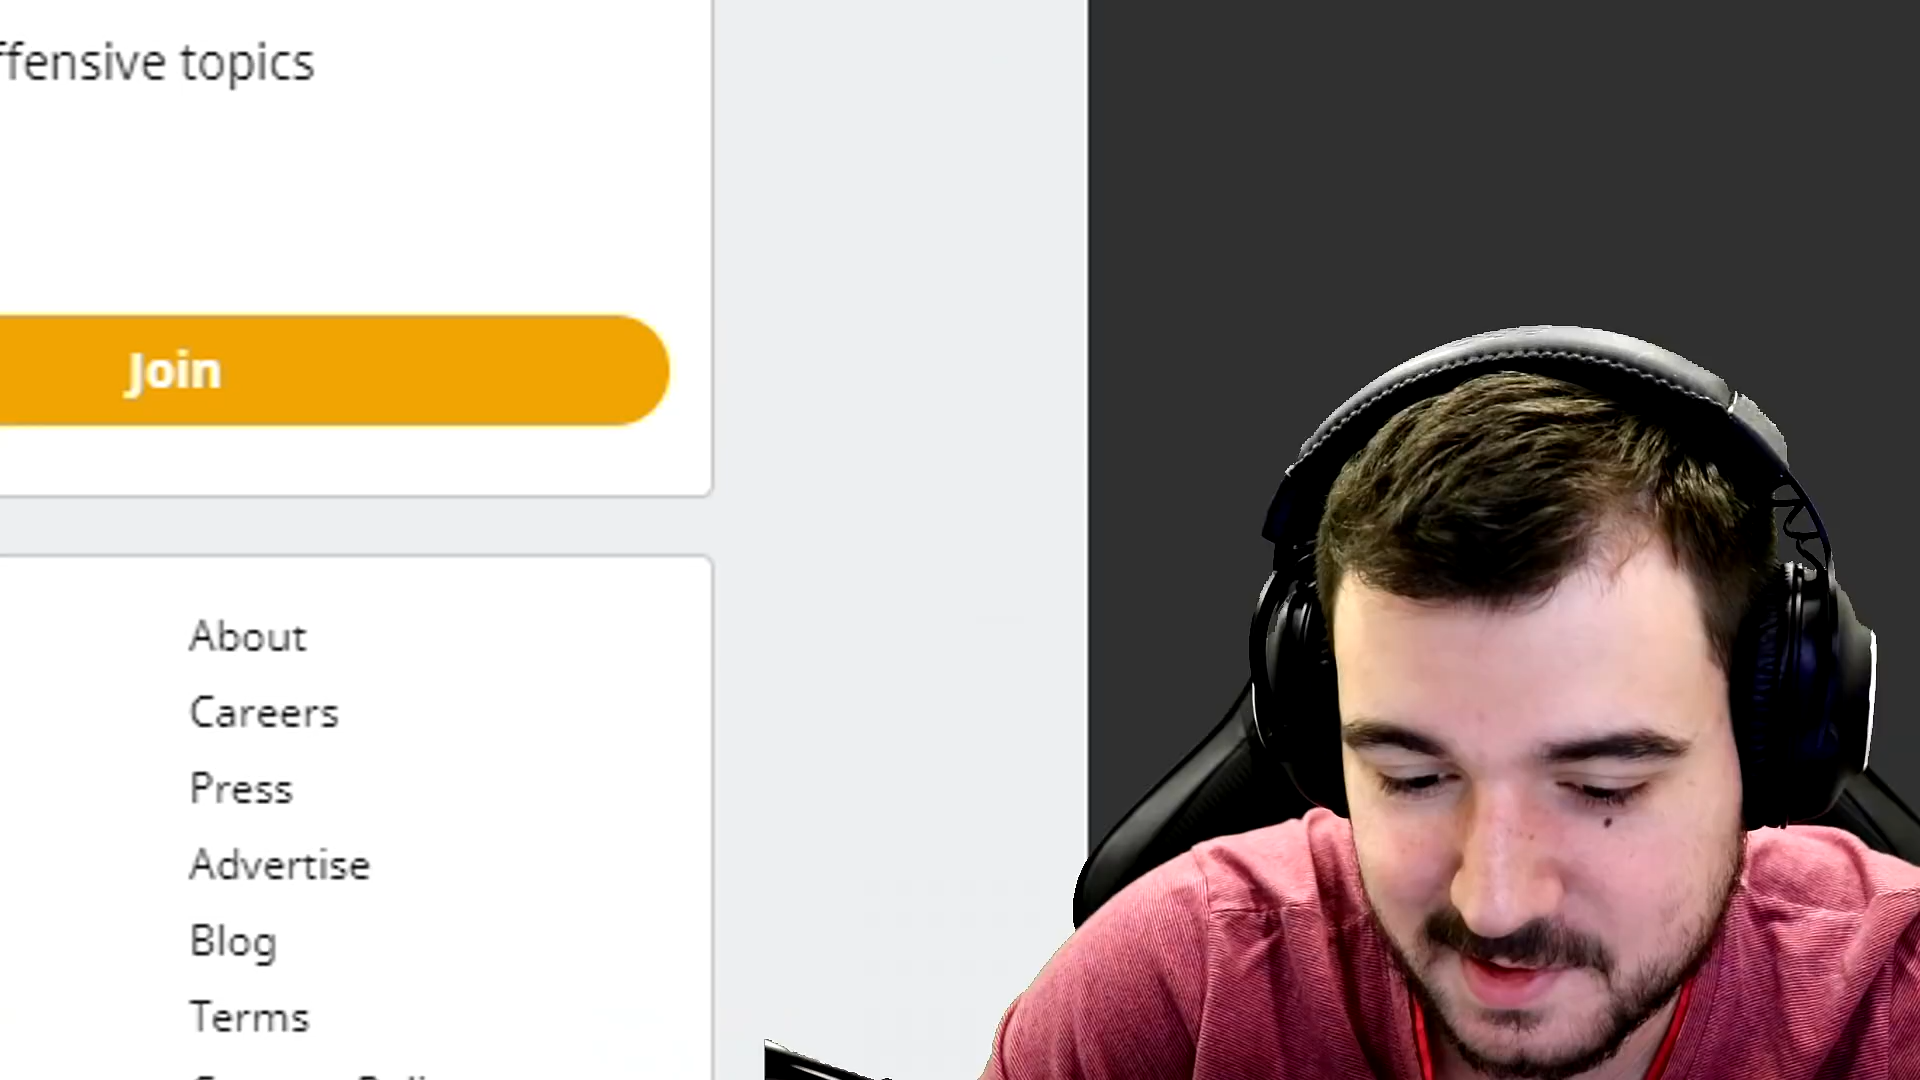 ffensive topics
Join
About
Careers
Press
Advertise
Blog
Terms